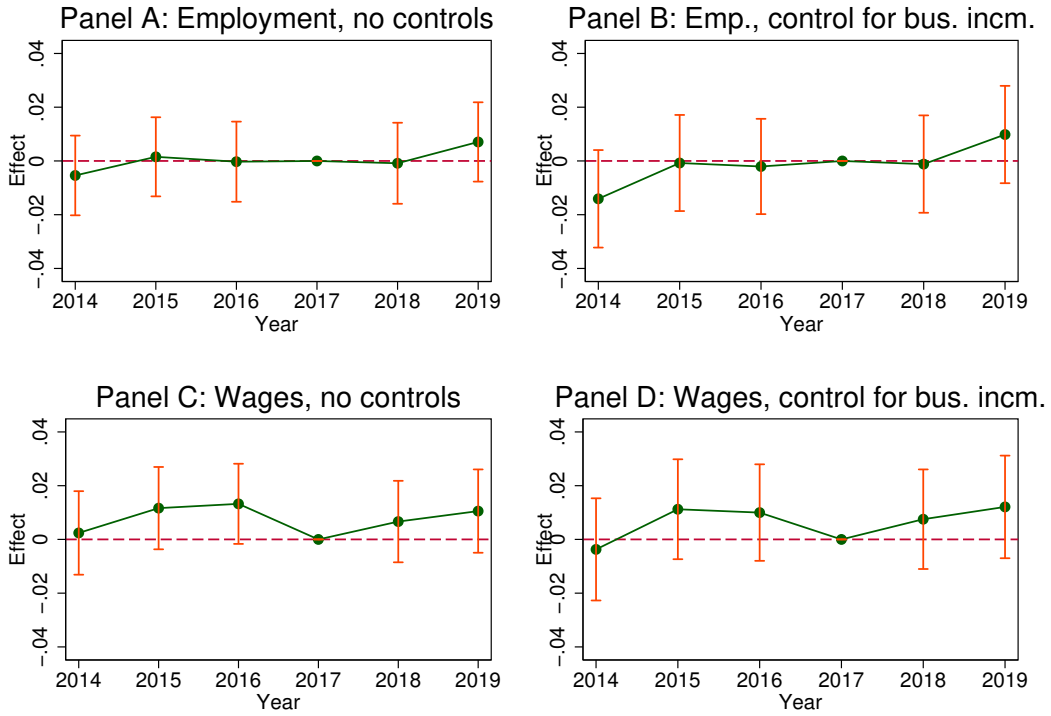 Panel A: Employment, no controls
.04
.02
0
-.02
-.04
Effect
2014 2015 2016 2017 2018 2019
Year
Panel B: Emp., control for bus. incm.
.04
.02
0
-.02
-.04
Effect
2014 2015 2016 2017 2018 2019
Year
Panel C: Wages, no controls
.04
.02
0
-.02
-.04
Effect
2014 2015 2016 2017 2018 2019
Year
Panel D: Wages, control for bus. incm.
.04
.02
0
-.02
-.04
Effect
2014 2015 2016 2017 2018 2019
Year